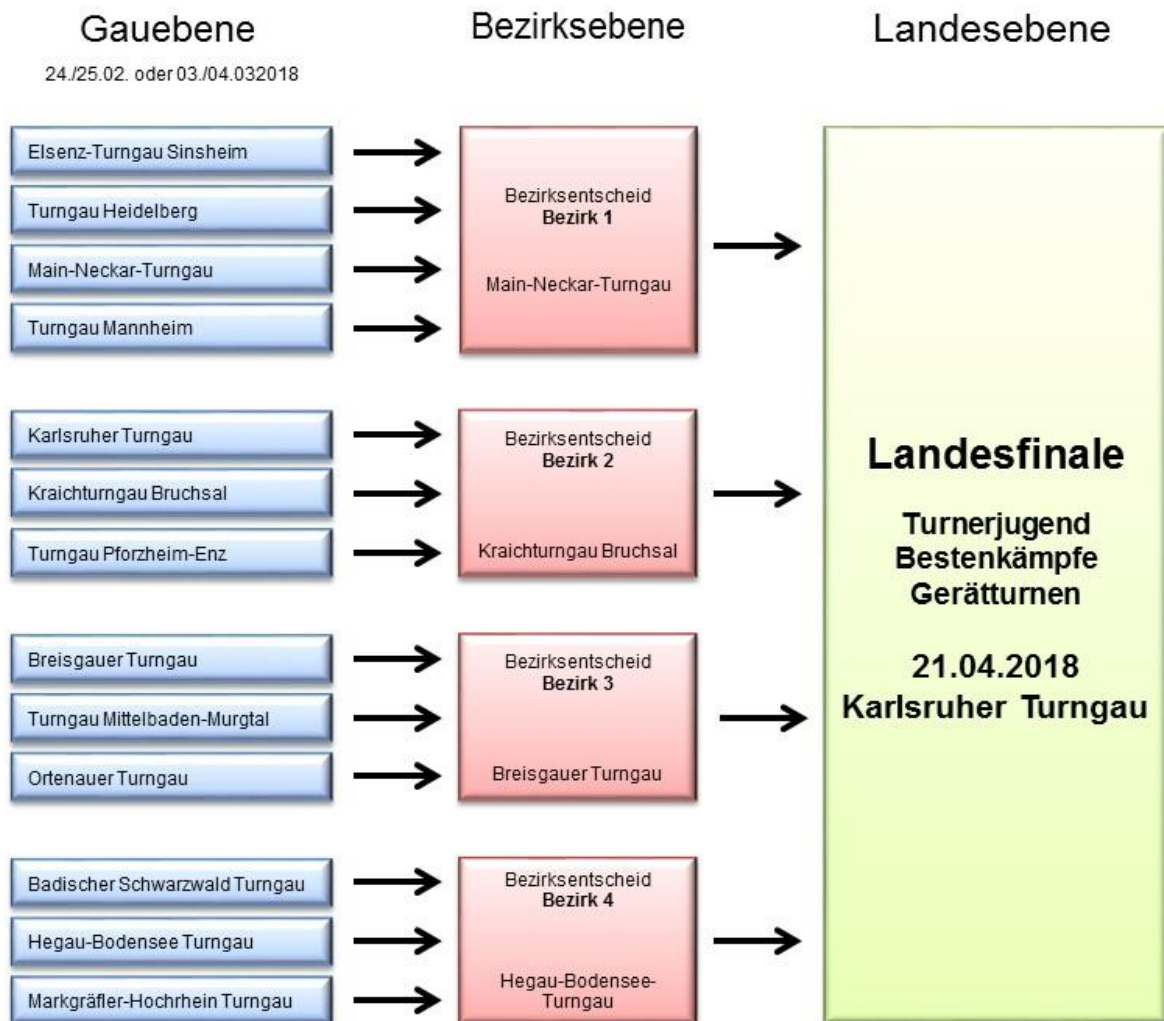 Gauebene
24./25.02. oder 03./04.032018
Bezirksebene
Landesebene
Elsenz-Turngau Sinsheim
Turngau Heidelberg
Main-Neckar-Turngau
Turngau Mannheim
Bezirksentscheid
Bezirk 1
Main-Neckar-Turngau
Karlsruher Turngau
Kraichturngau Bruchsal
Turngau Pforzheim-Enz
Bezirksentscheid
Bezirk 2
Kraichturngau Bruchsal
Breisgauer Turngau
Turngau Mittelbaden-Murgtal
Ortenauer Turngau
Bezirksentscheid
Bezirk 3
Breisgauer Turngau
Badischer Schwarzwald Turngau
Hegau-Bodensee Turngau
Markgräfler-Hochrhein Turngau
Bezirksentscheid
Bezirk 4
Hegau-Bodensee-
Turngau
Landesfinale
Turnerjugend
Bestenkämpfe
Gerätturnen
21.04.2018
Karlsruher Turngau